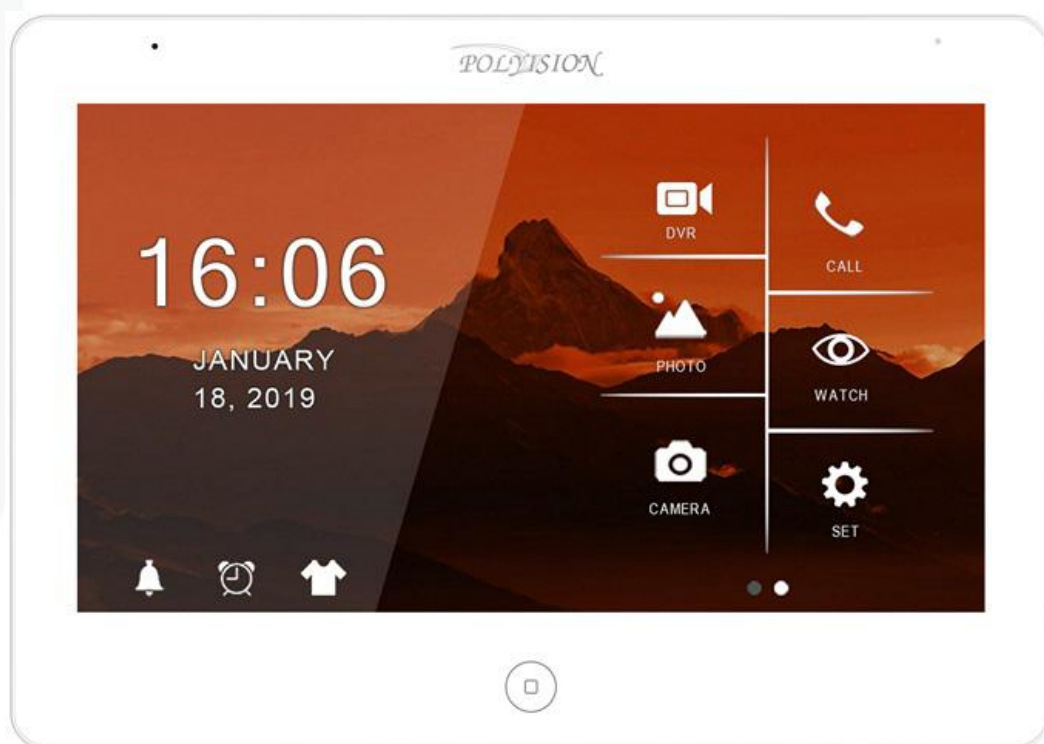 POLYVISION
16:06
JANUARY
18, 2019
DVR
CALL
PHOTO
WATCH
CAMERA
SET